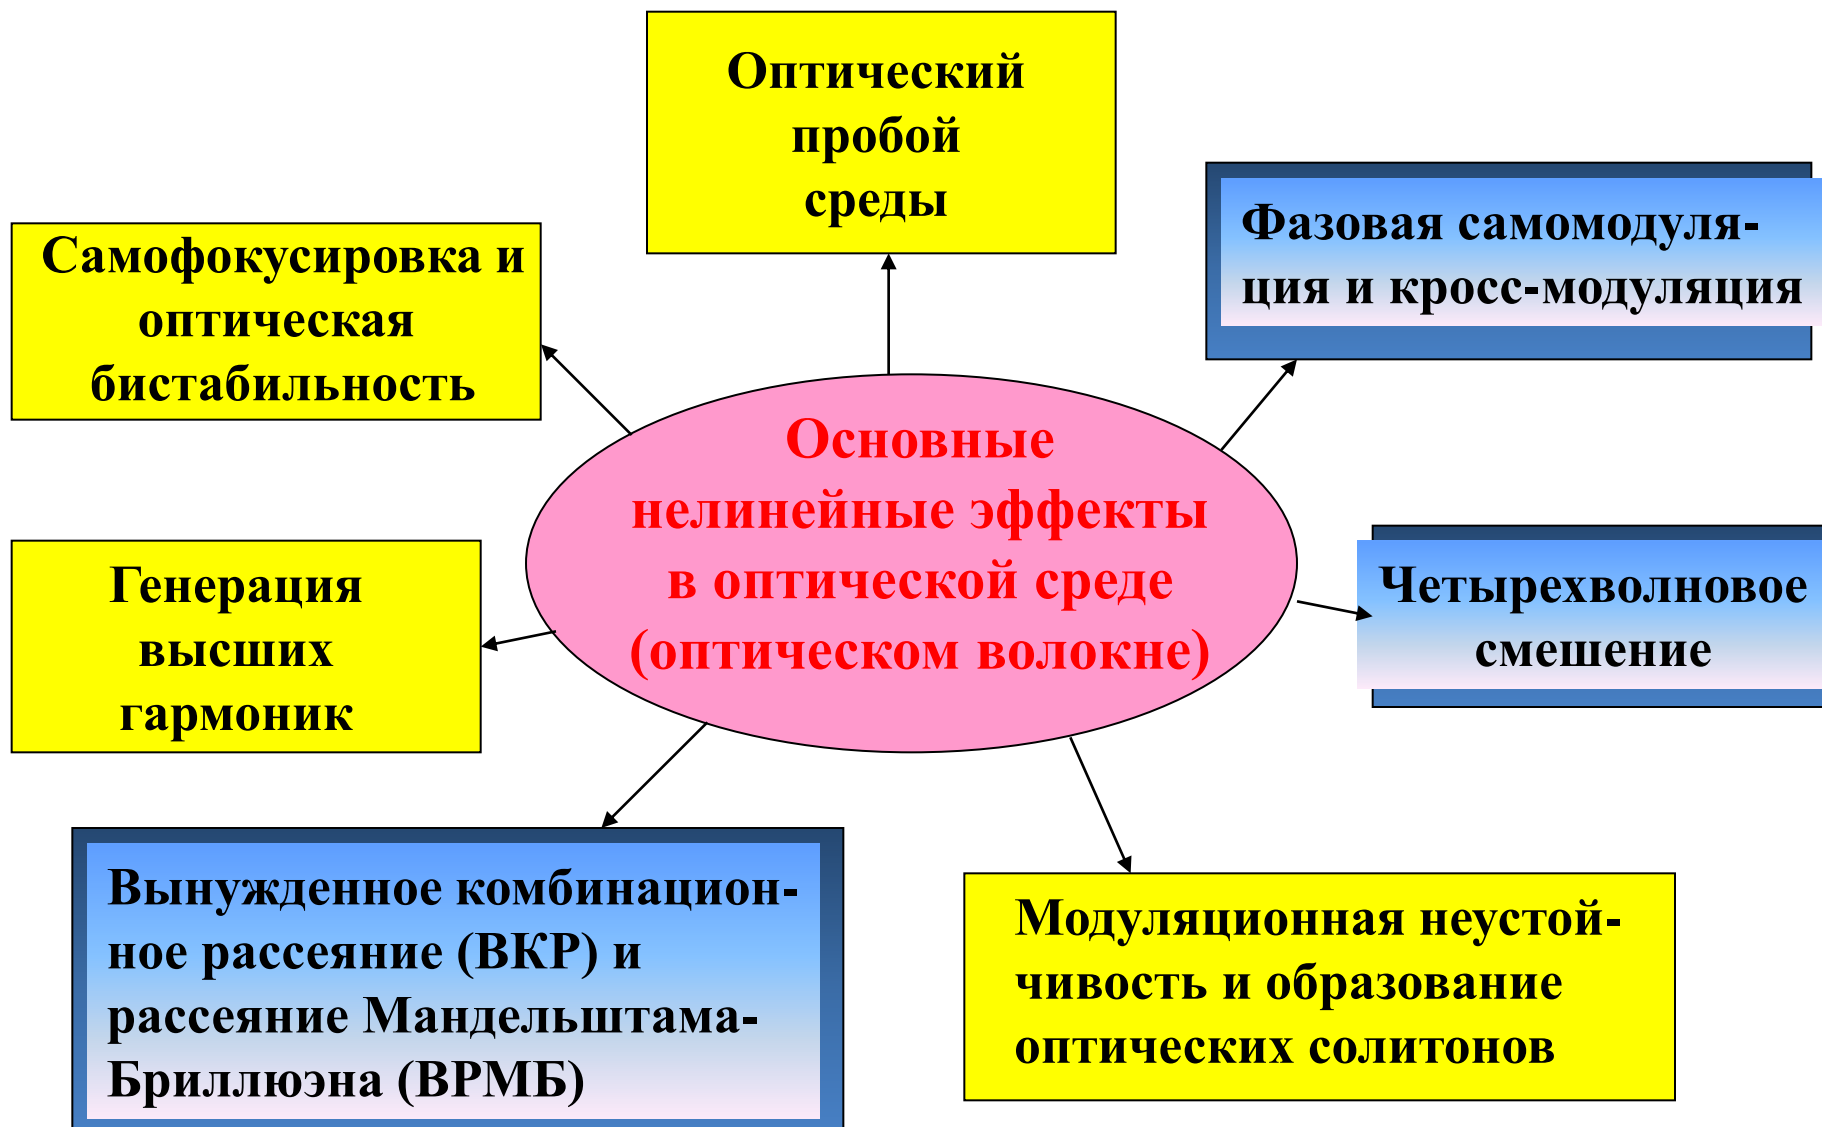 Оптический
пробой
среды
Фазовая самомодуля-
ция и кросс-модуляция
Самофокусировка и
оптическая
бистабильность
Основные
нелинейные эффекты
в оптической среде
(оптическом волокне)
Генерация
высших
гармоник
Четырехволновое
смешение
Вынужденное комбинацион-
ное рассеяние (ВКР) и
рассеяние Мандельштама-
Бриллюэна (ВРМБ)
Модуляционная неустой-
чивость и образование
оптических солитонов